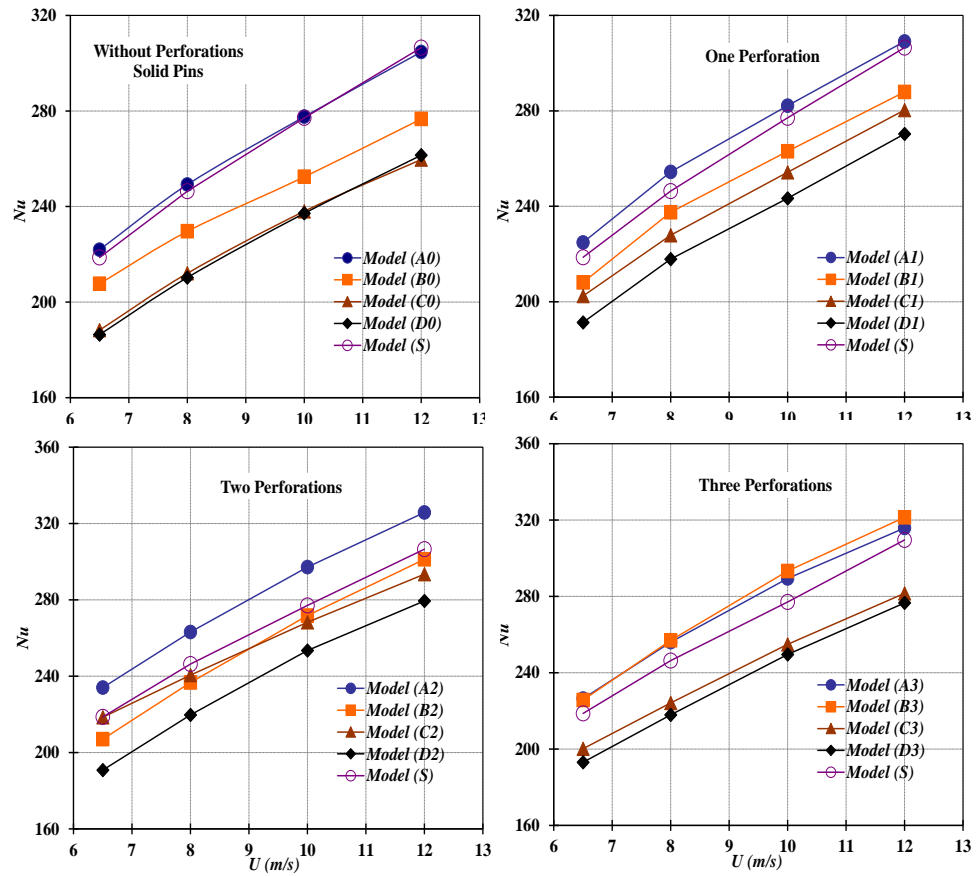 320
280
240
200
160
Nu
Without Perforations
Solid Pins
Model (A0)
Model (B0)
Model (C0)
Model (D0)
Model (S)
6 7 8 9 10 11 12 13
320
280
240
200
160
Nu
One Perforation
Model (A1)
Model (B1)
Model (C1)
Model (D1)
Model (S)
6 7 8 9 10 11 12 13
360
320
280
240
200
160
Nu
Two Perforations
Model (A2)
Model (B2)
Model (C2)
Model (D2)
Model (S)
6 7 8 9 10 11 12 13
U (m/s)
360
320
280
240
200
160
Nu
Three Perforations
Model (A3)
Model (B3)
Model (C3)
Model (D3)
Model (S)
6 7 8 9 10 11 12 13
U (m/s)